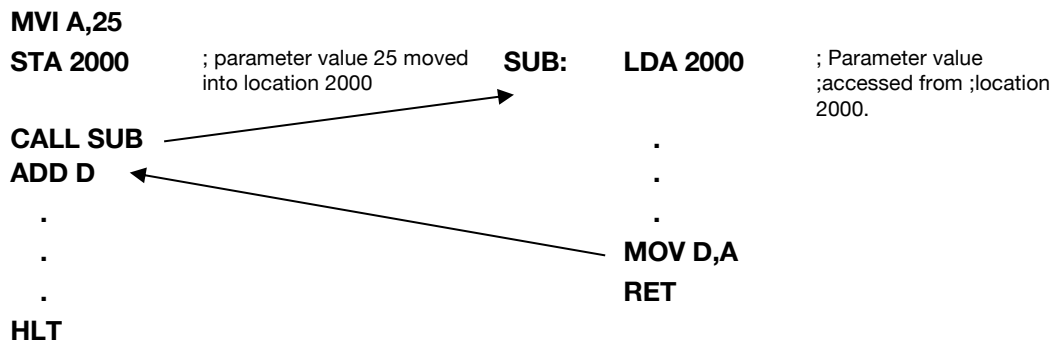 MVI A,25
STA 2000
; parameter value 25 moved
into location 2000
CALL SUB
ADD D
.
.
.
HLT
SUB: LDA 2000
; Parameter value
;accessed from ;location
2000.
.
.
.
MOV D,A
RET